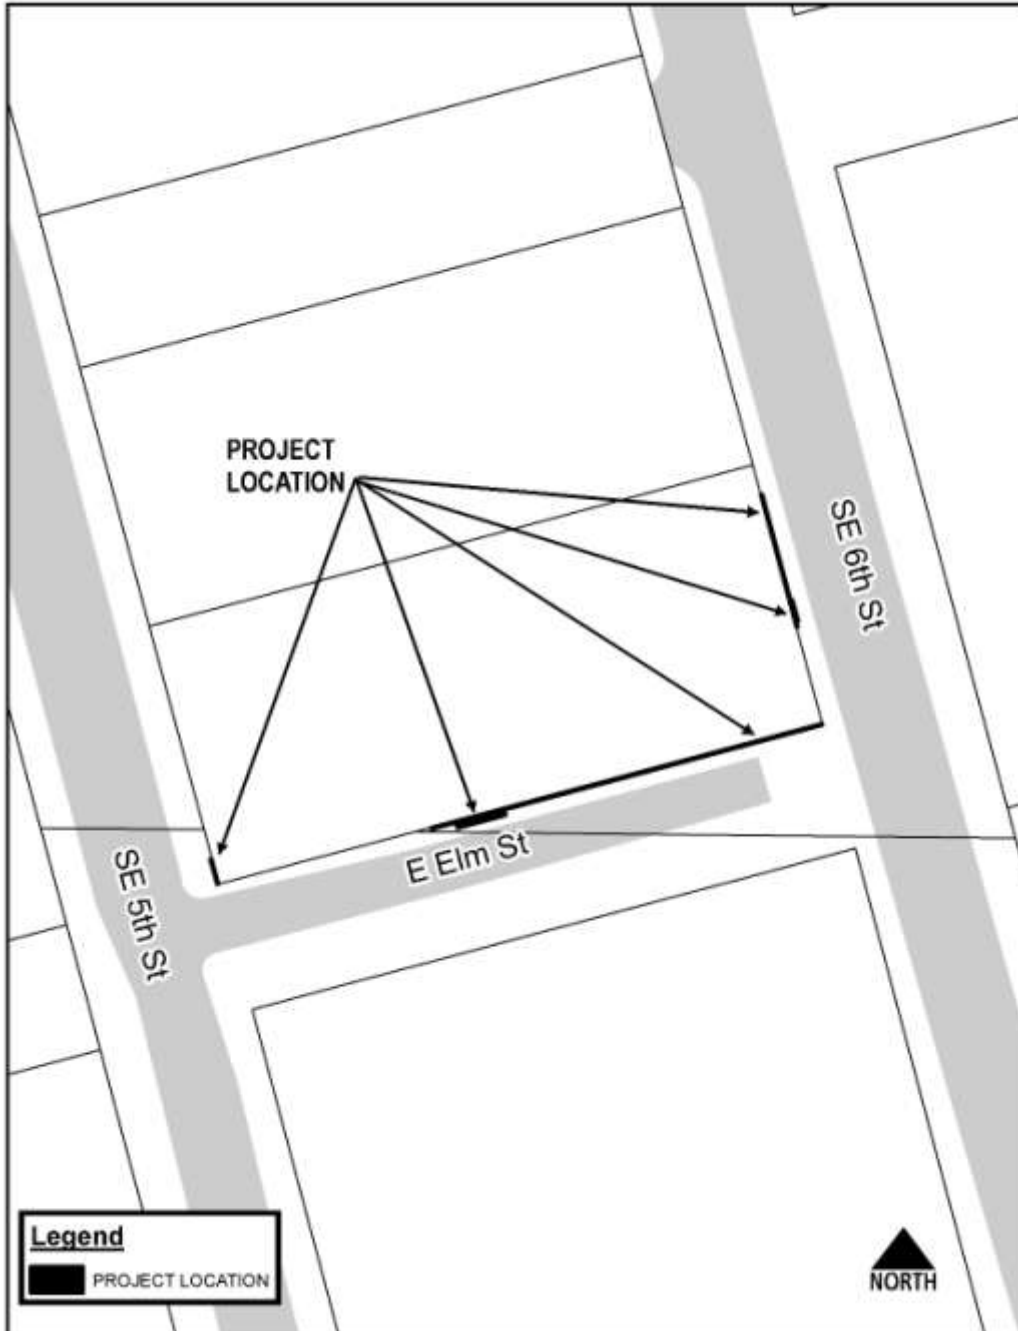 PROJECT
LOCATION
SE 6th St
E Elm St
SE 5th St
Legend
PROJECT LOCATION
NORTH